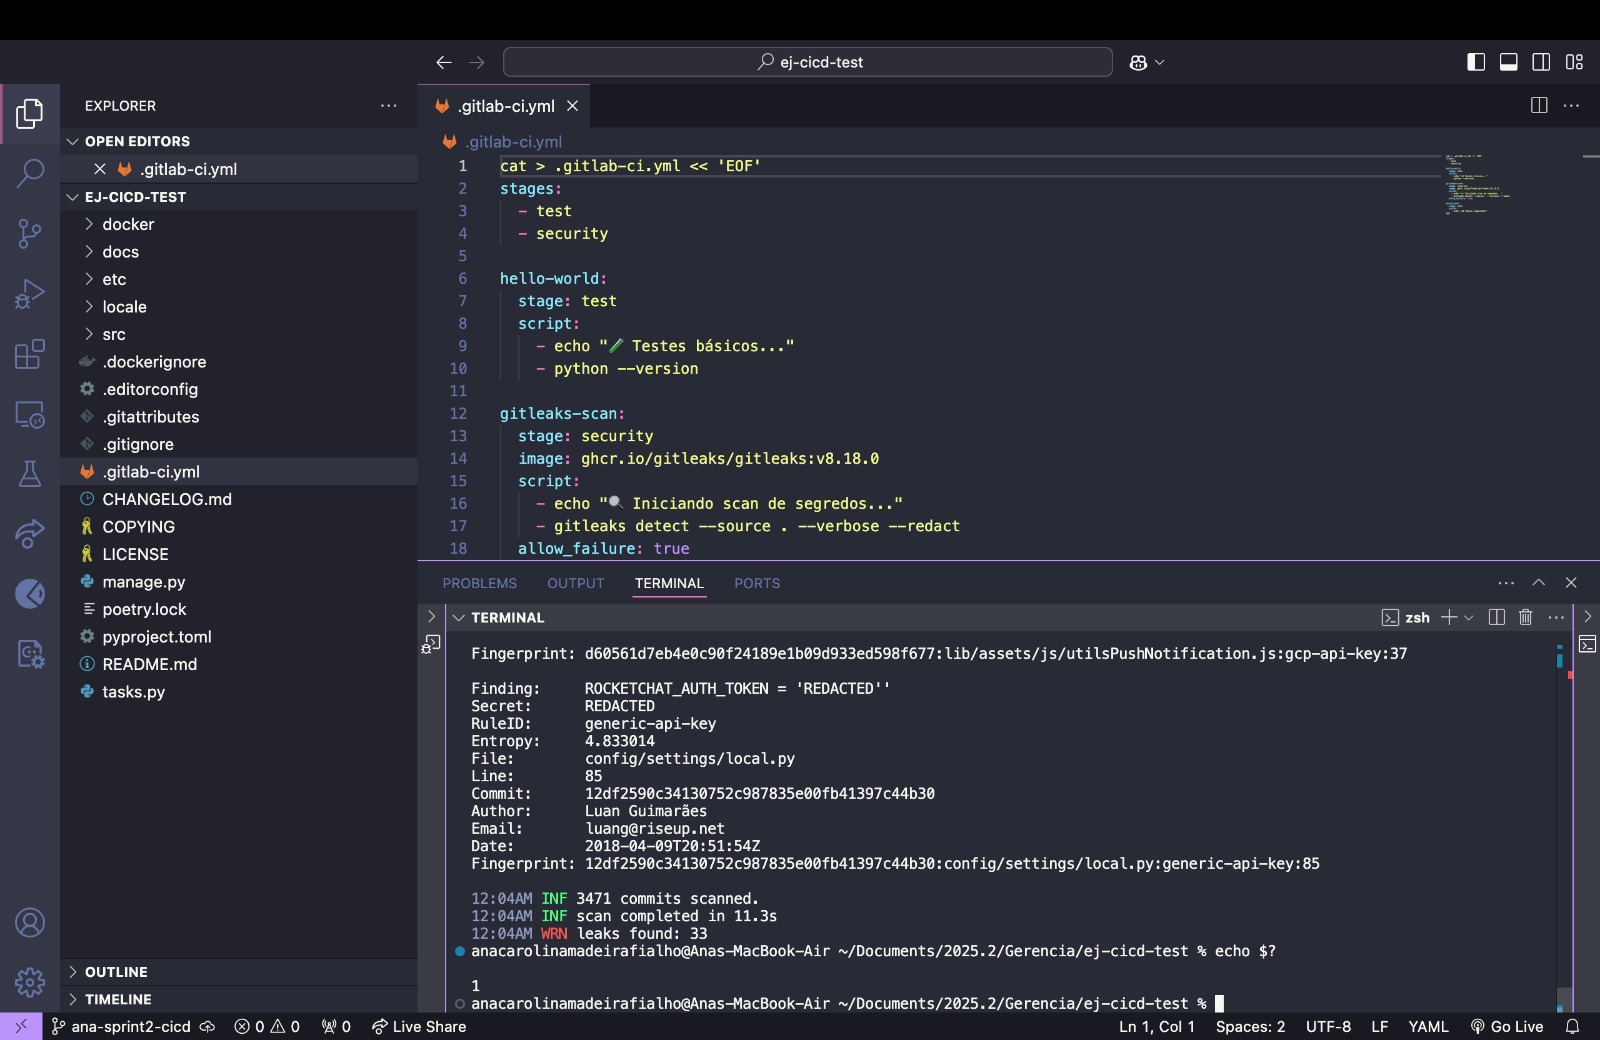 ej-cicd-test
EXPLORER
OPEN EDITORS
.gitlab-ci.yml
EJ-CICD-TEST
docker
docs
etc
locale
src
.dockerignore
.editorconfig
.gitattributes
.gitignore
.gitlab-ci.yml
CHANGELOG.md
COPYING
LICENSE
manage.py
poetry.lock
pyproject.toml
README.md
tasks.py
OUTLINE
TIMELINE
.gitlab-ci.yml
.gitlab-ci.yml
1 cat > .gitlab-ci.yml << 'EOF'
2 stages:
3 - test
4 - security
5
6 hello-world:
7 stage: test
8 script:
9 - echo "🧪 Testes básicos..."
10 - python --version
11
12 gitleaks-scan:
13 stage: security
14 image: ghcr.io/gitleaks/gitleaks:v8.18.0
15 script:
16 - echo "🔍 Iniciando scan de segredos..."
17 - gitleaks detect --source . --verbose --redact
18 allow_failure: true
PROBLEMS OUTPUT TERMINAL PORTS
TERMINAL zsh
Fingerprint: d60561d7eb4e0c90f24189e1b09d933ed598f677:lib/assets/js/utilsPushNotification.js:gcp-api-key:37
Finding: ROCKETCHAT_AUTH_TOKEN = 'REDACTED''
Secret: REDACTED
RuleID: generic-api-key
Entropy: 4.833014
File: config/settings/local.py
Line: 85
Commit: 12df2590c34130752c987835e00fb41397c44b30
Author: Luan Guimarães
Email: luang@riseup.net
Date: 2018-04-09T20:51:54Z
Fingerprint: 12df2590c34130752c987835e00fb41397c44b30:config/settings/local.py:generic-api-key:85
12:04AM INF 3471 commits scanned.
12:04AM INF scan completed in 11.3s
12:04AM WRN leaks found: 33
anacarolinamadeirafialho@Anas-MacBook-Air ~/Documents/2025.2/Gerencia/ej-cicd-test % echo $?
1
anacarolinamadeirafialho@Anas-MacBook-Air ~/Documents/2025.2/Gerencia/ej-cicd-test %
ana-sprint2-cicd 0 0 0 Live Share Ln 1, Col 1 Spaces: 2 UTF-8 LF YAML Go Live